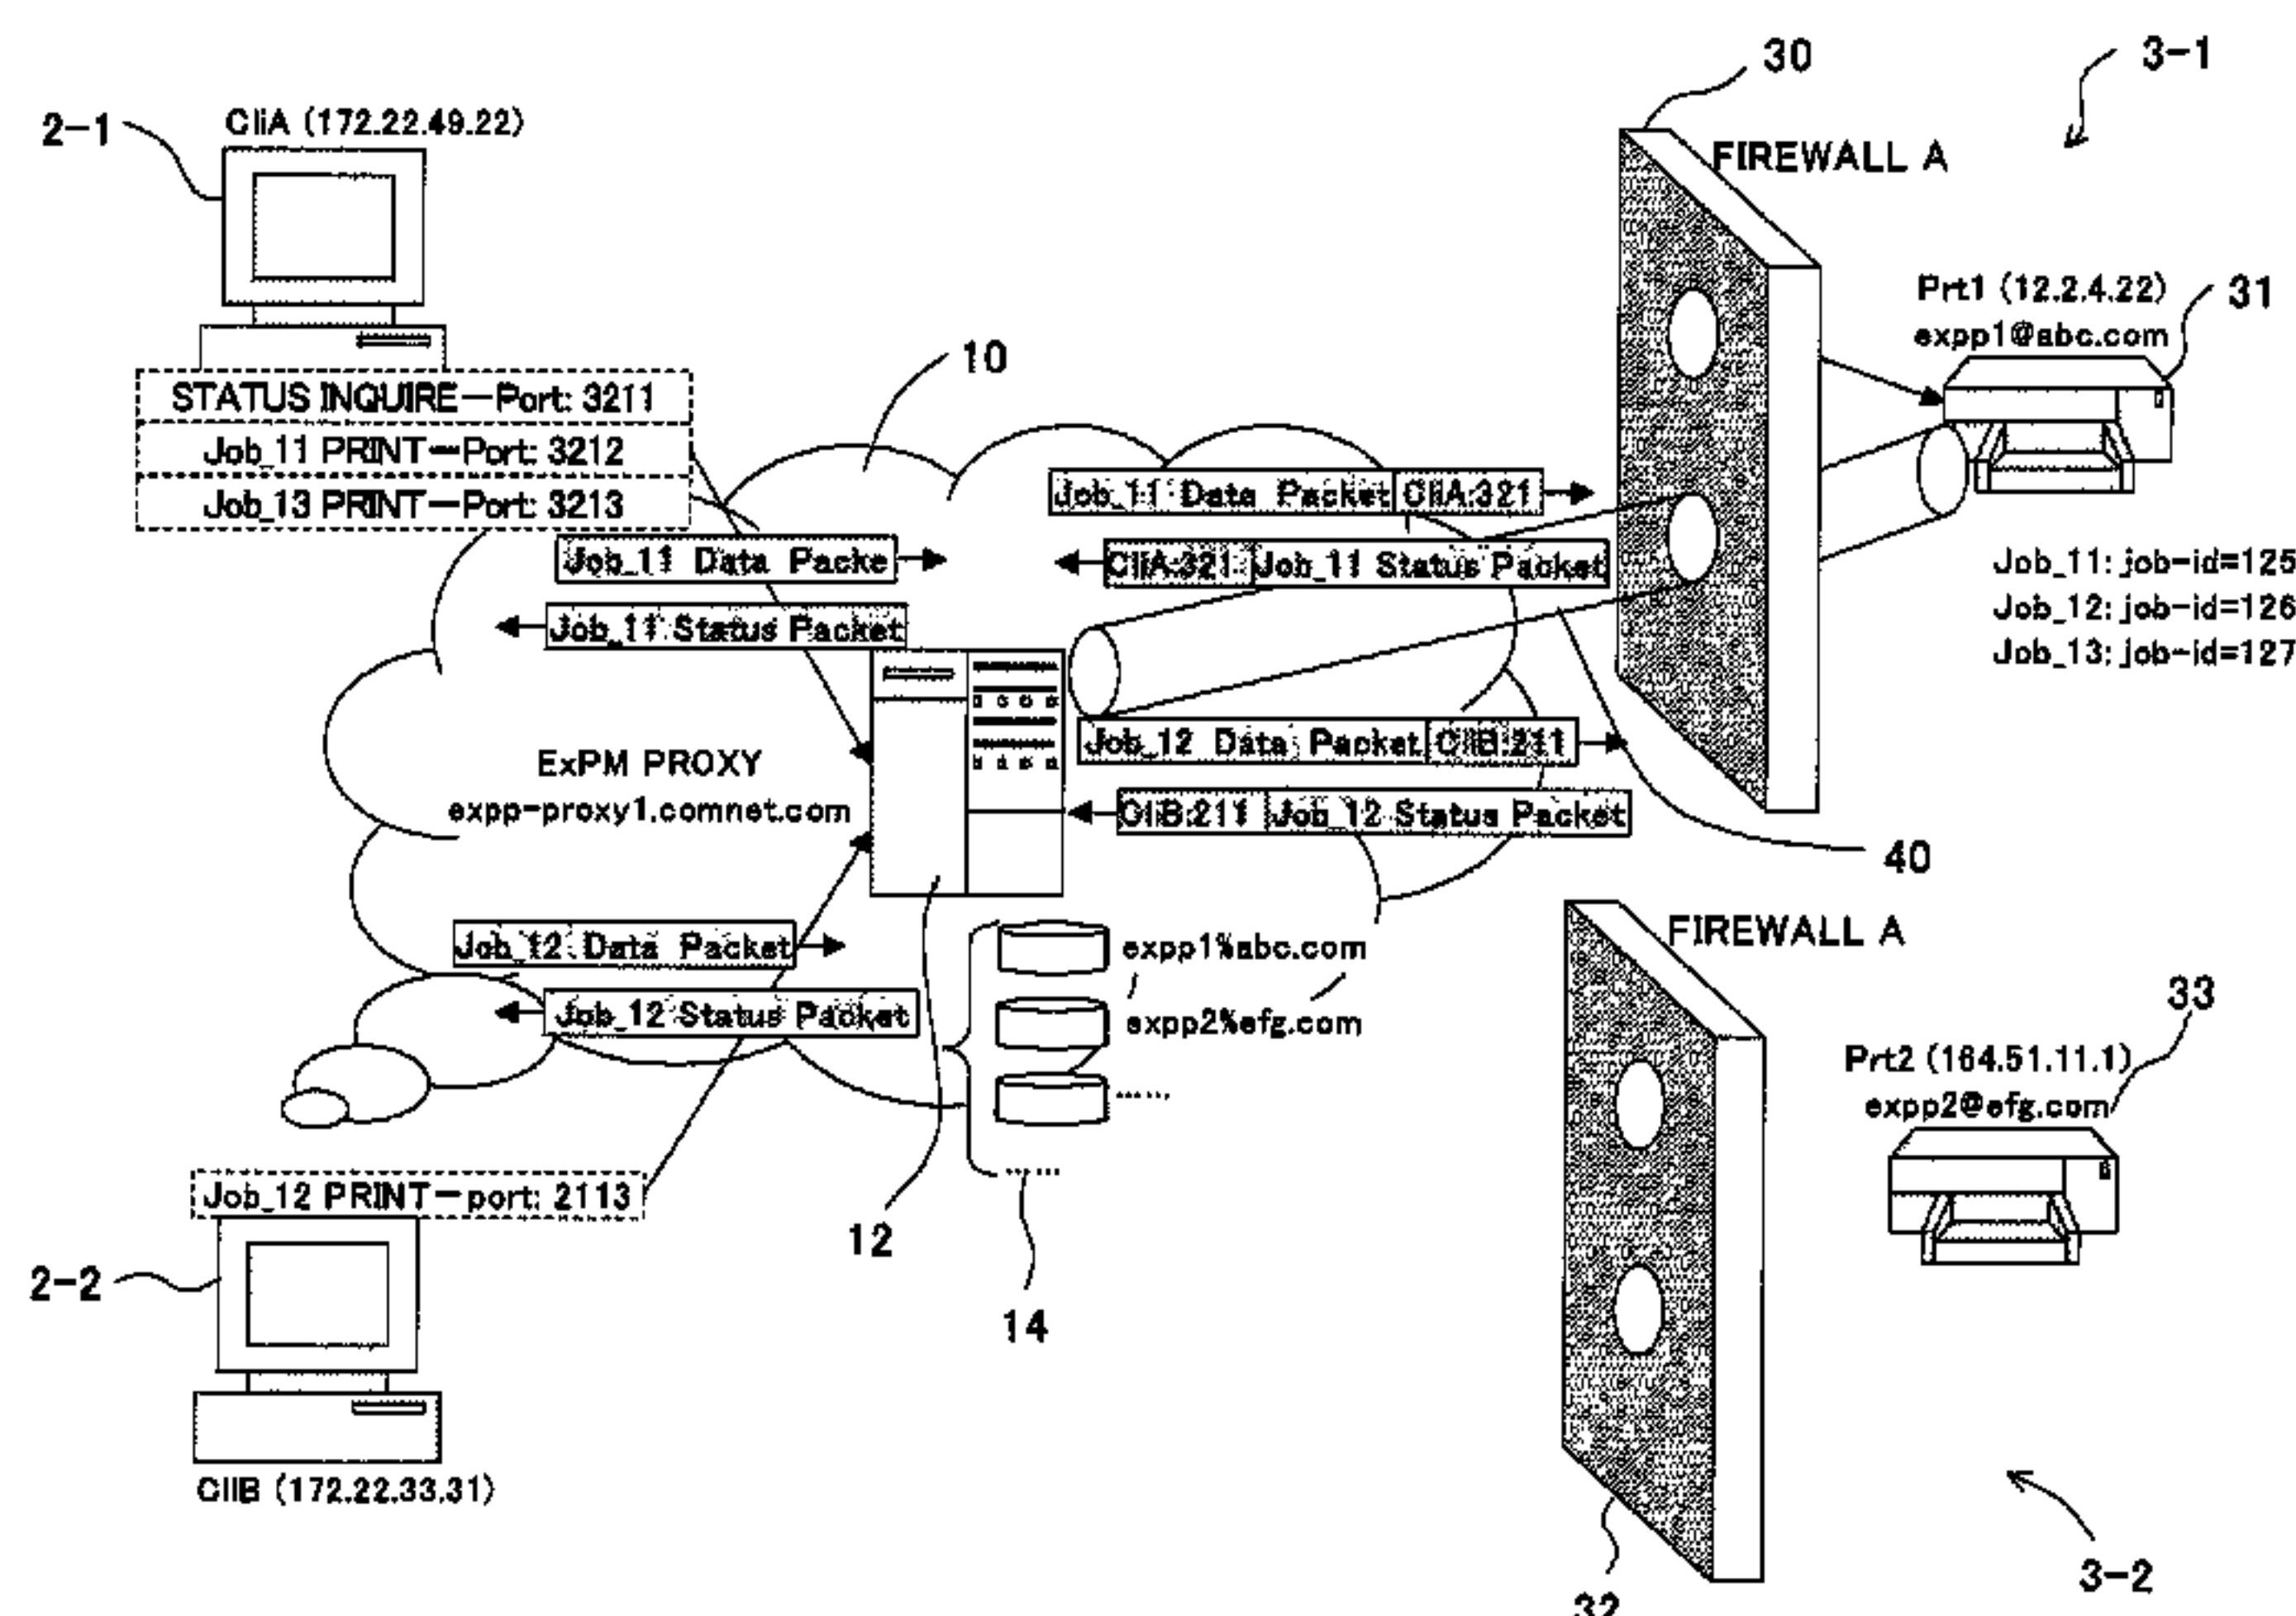 30
3-1
2-1
CliA (172.22.49.22)
FIREWALL A
Prt1 (12.2.4.22)
31
expp1@abc.com
10
STATUS INQUIRE—Port: 3211
Job_11 PRINT—Port: 3212
Job_13 PRINT—Port: 3213
Job_11 Data Packet CliA:321
Job_11 Data Packe
CliA:321 Job_11 Status Packet
Job_11 Status Packet
Job_11: job-id=125
Job_12: job-id=126
Job_13: job-id=127
Job_12 Data Packet CliB:211
ExPM PROXY
expp-proxy1.comnet.com
CliB:211 Job_12 Status Packet
40
Job_12 Data Packet
expp1%abc.com
FIREWALL A
Job_12 Status Packet
expp2%efg.com
33
Prt2 (164.51.11.1)
expp2@efg.com
......
......
Job_12 PRINT—port: 2113
12
2-2
14
CliB (172.22.33.31)
3-2
32